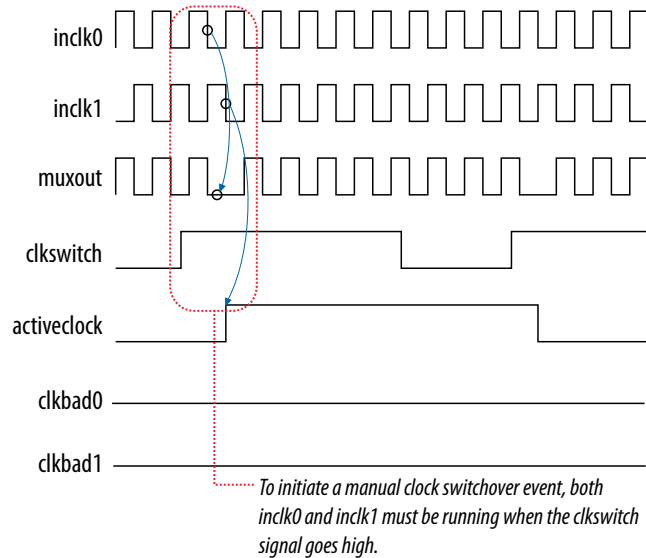 inclk0
inclk1
muxout
clkswitch
activeclock
clkbad0
clkbad1
To initiate a manual clock switchover event, both
inclk0 and inclk1 must be running when the clkswitch
signal goes high.